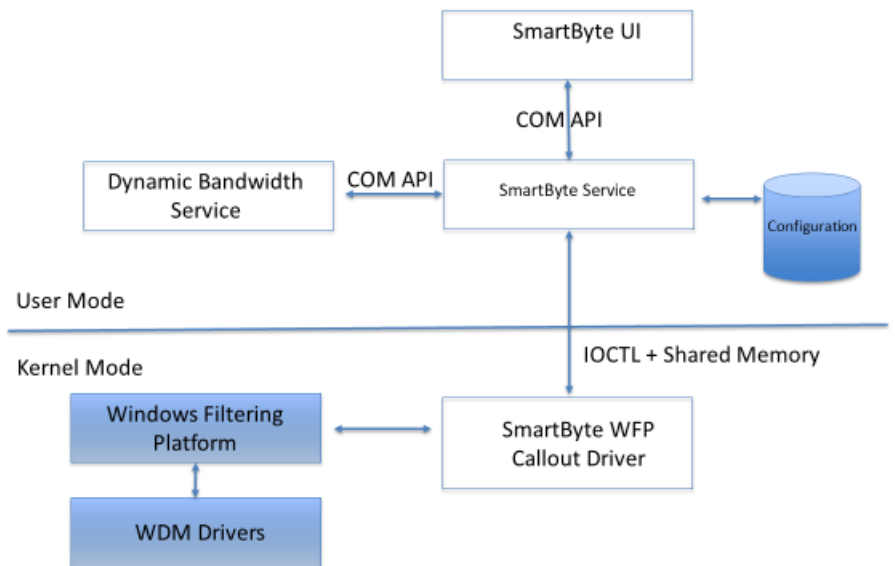 SmartByte UI
COM API
Dynamic Bandwidth
Service
COM API
SmartByte Service
Configuration
User Mode
IOCTL + Shared Memory
Kernel Mode
Windows Filtering
Platform
SmartByte WFP
Callout Driver
WDM Drivers